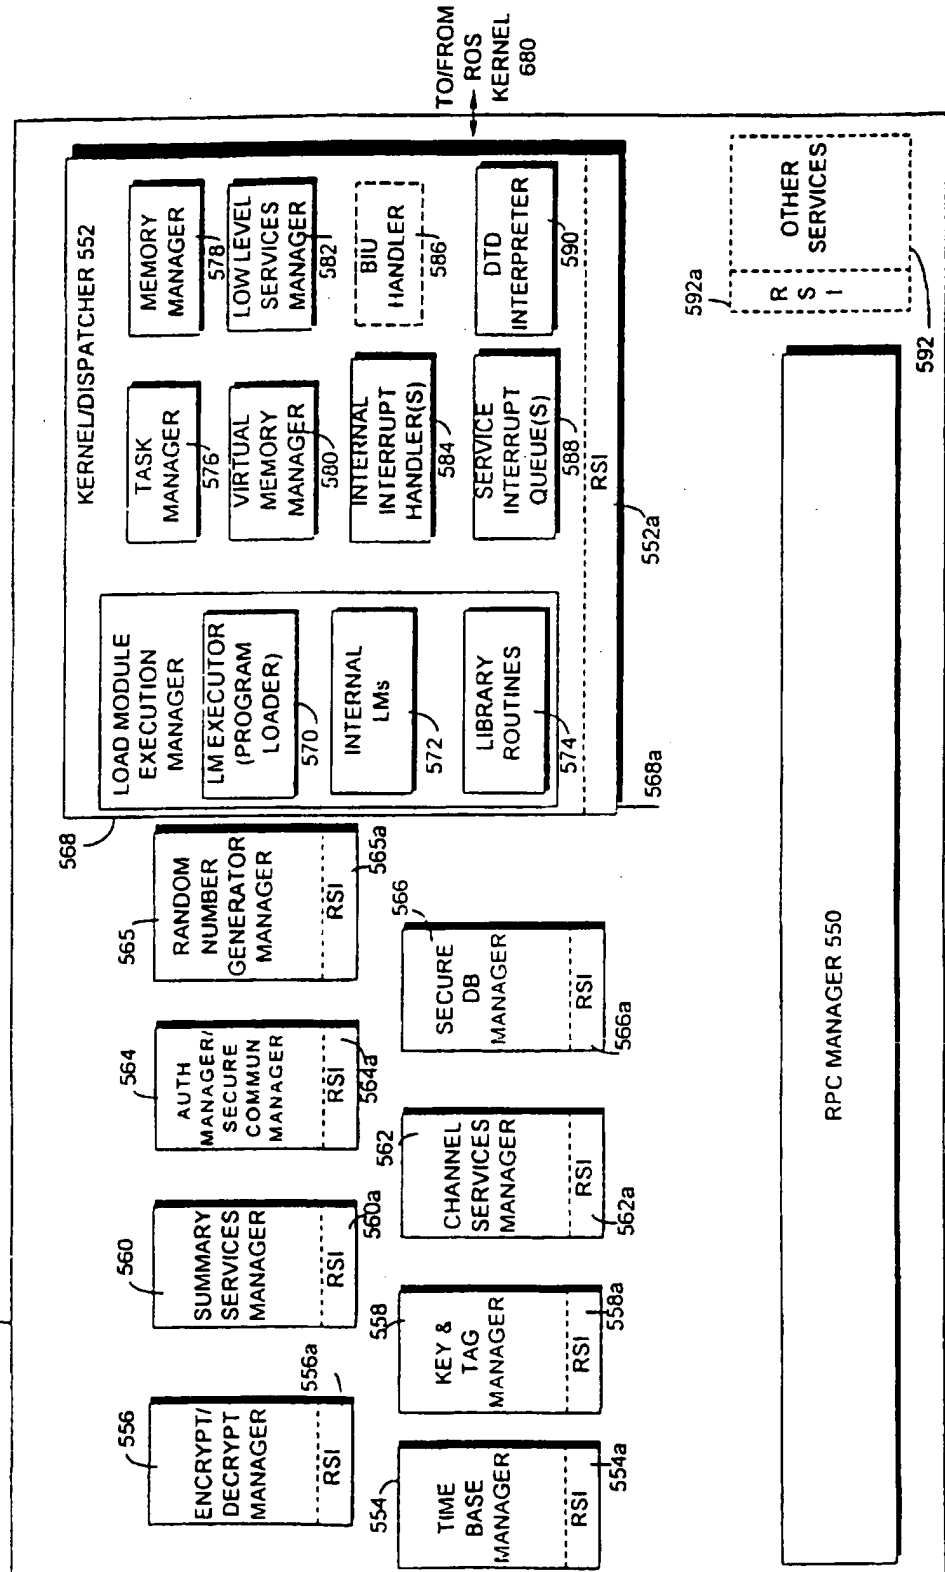 TO/FROM
ROS
KERNEL
680
KERNEL/DISPATCHER 552
LOAD MODULE
EXECUTION
MANAGER
568
LM EXECUTOR
(PROGRAM
LOADER)
570
INTERNAL
LMs
572
LIBRARY
ROUTINES
574
568a
TASK
MANAGER
576
MEMORY
MANAGER
578
VIRTUAL
MEMORY
MANAGER
580
LOW LEVEL
SERVICES
MANAGER
582
INTERNAL
INTERRUPT
HANDLER(S)
584
BIU
HANDLER
586
SERVICE
INTERRUPT
QUEUE(S)
588
DTD
INTERPRETER
590
RSI
552a
556
ENCRYPT/
DECRYPT
MANAGER
RSI
556a
560
SUMMARY
SERVICES
MANAGER
RSI
560a
564
AUTH
MANAGER/
SECURE
COMMUN
MANAGER
RSI
564a
565
RANDOM
NUMBER
GENERATOR
MANAGER
RSI
565a
554
TIME
BASE
MANAGER
RSI
554a
558
KEY &
TAG
MANAGER
RSI
558a
562
CHANNEL
SERVICES
MANAGER
RSI
562a
566
SECURE
DB
MANAGER
RSI
566a
592a
RSI
OTHER
SERVICES
592
RPC MANAGER 550